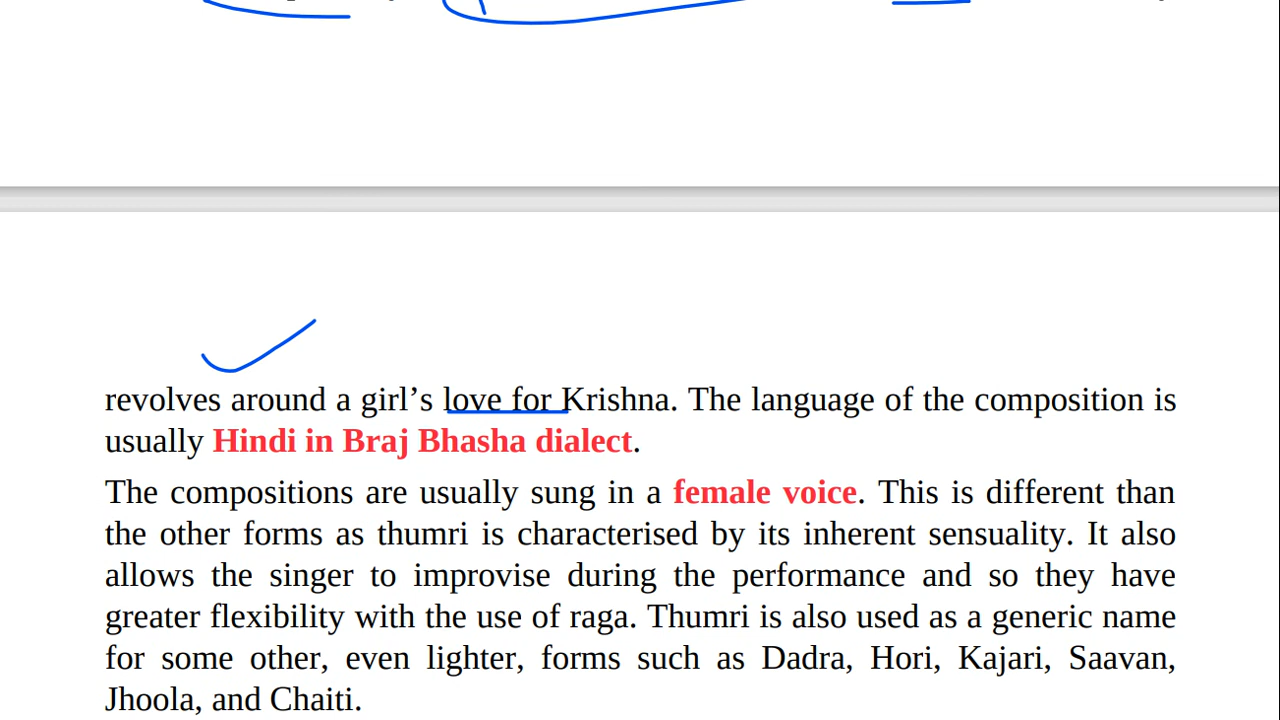 revolves around a girl’s love for Krishna. The language of the composition is
usually Hindi in Braj Bhasha dialect.
The compositions are usually sung in a female voice. This is different than
the other forms as thumri is characterised by its inherent sensuality. It also
allows the singer to improvise during the performance and so they have
greater flexibility with the use of raga. Thumri is also used as a generic name
for some other, even lighter, forms such as Dadra, Hori, Kajari, Saavan,
Jhoola, and Chaiti.